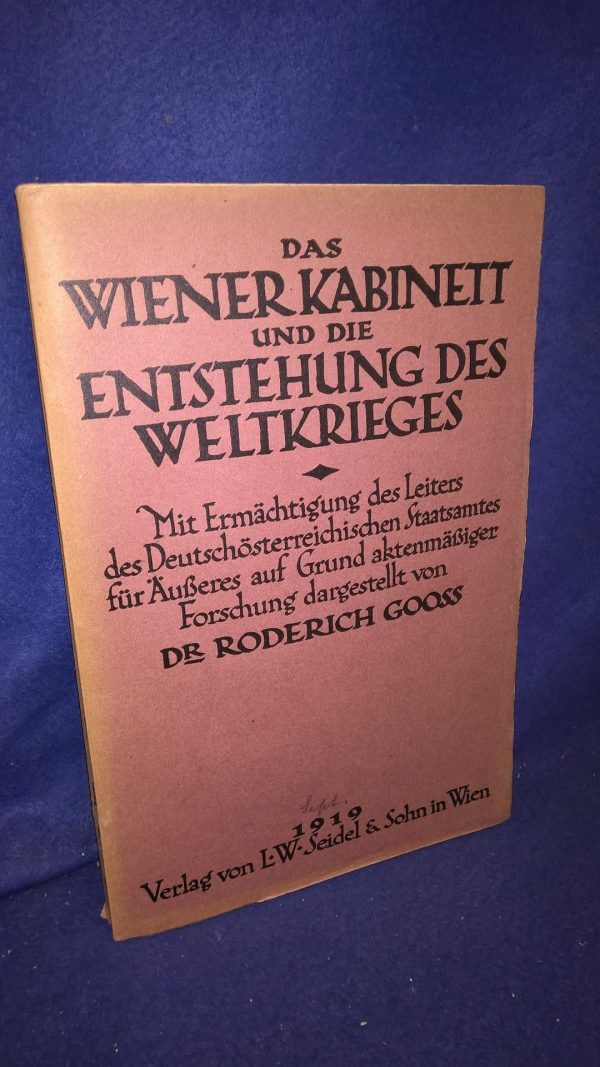 DAS
WIENER KABINETT
UND DIE
ENTSTEHUNG DES
WELTKRIEGES
Mit Ermächtigung des Leiters
des Deutschösterreichischen Staatsamtes
für Äußeres auf Grund aktenmäßiger
Forschung dargestellt von
DR RODERICH GOOSS
Sept.
1919
Verlag von L. W. Seidel & Sohn in Wien